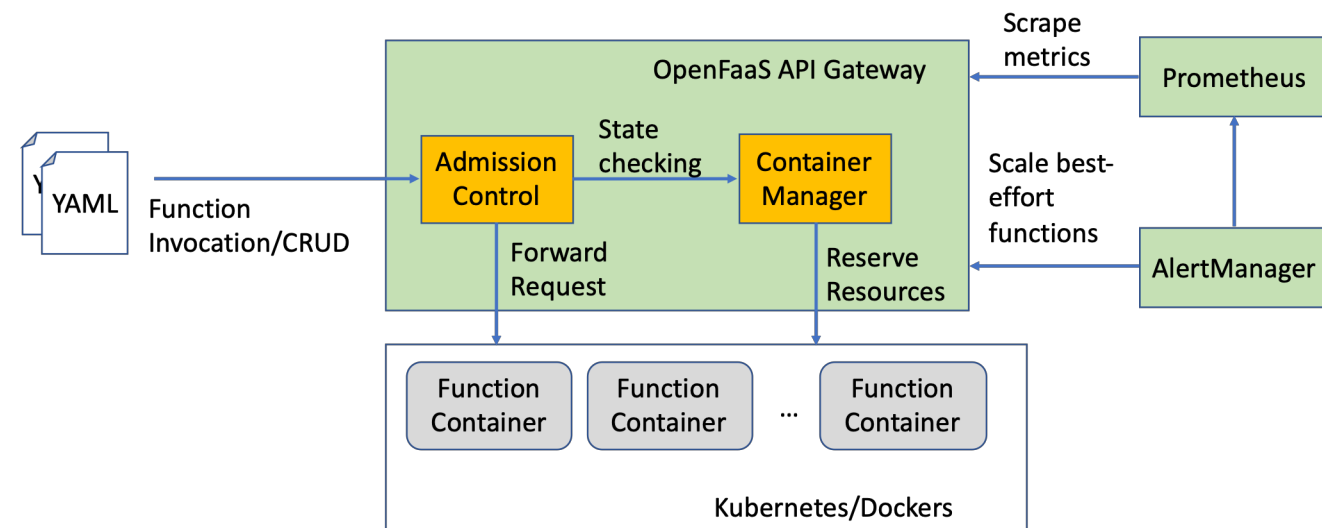 Scrape
metrics
OpenFaaS API Gateway
Prometheus
State
checking
Admission
Control
Container
Manager
Scale best-
effort
functions
Y
YAML
Function
Invocation/CRUD
Forward
Request
Reserve
Resources
AlertManager
Function
Container
Function
Container
...
Function
Container
Kubernetes/Dockers